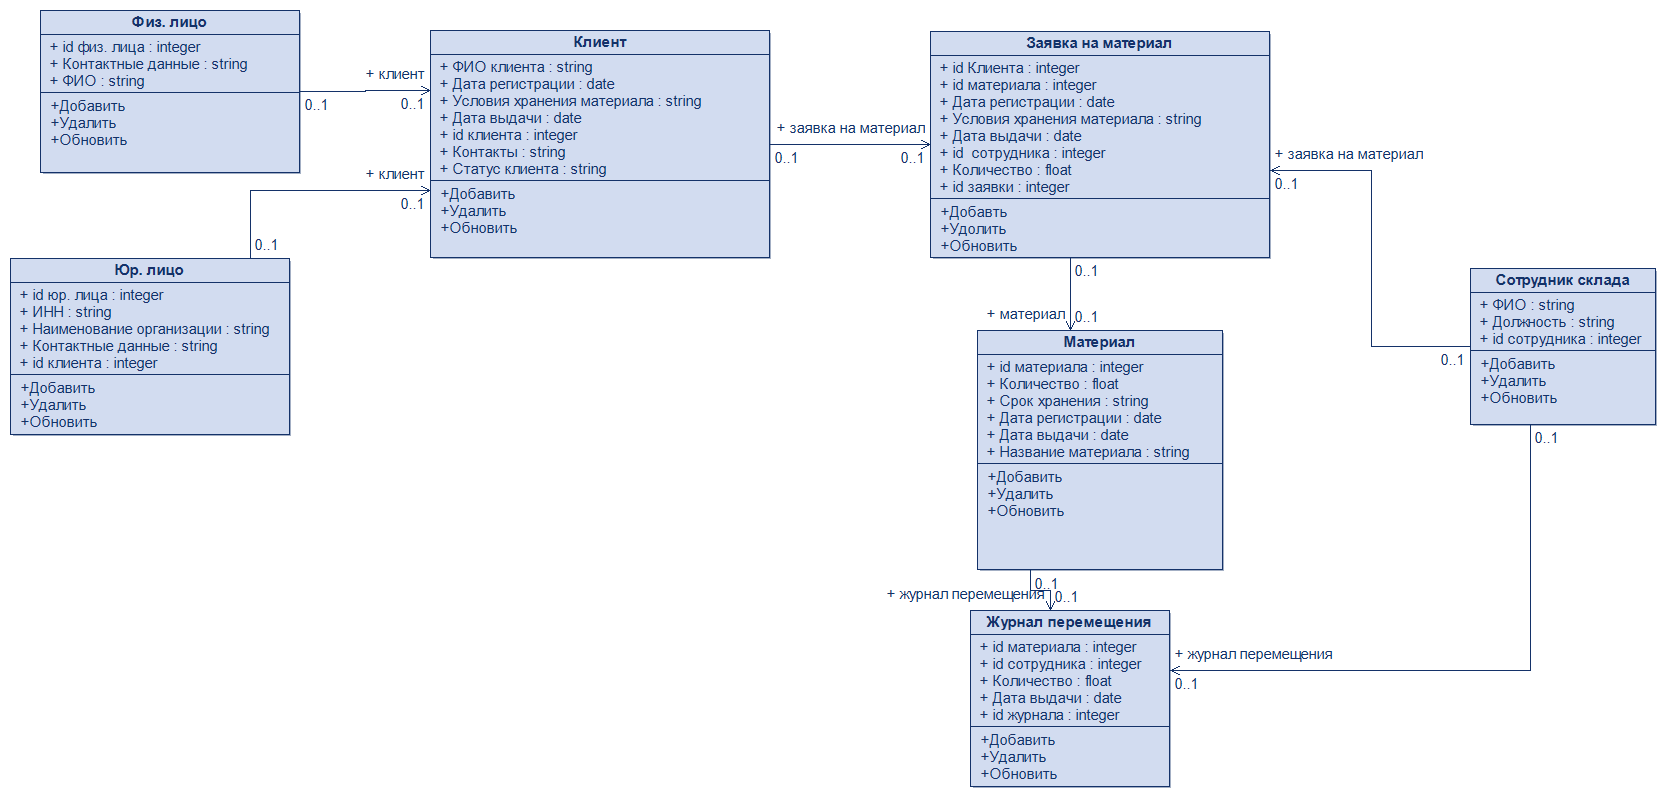 Физ. лицо
+ id физ. лица : integer
+ Контактные данные : string
+ ФИО : string
+Добавить
+Удалить
+Обновить
+ клиент
0..1
0..1
Юр. лицо
+ id юр. лица : integer
+ ИНН : string
+ Наименование организации : string
+ Контактные данные : string
+ id клиента : integer
+Добавить
+Удалить
+Обновить
+ клиент
0..1
0..1
Клиент
+ ФИО клиента : string
+ Дата регистрации : date
+ Условия хранения материала : string
+ Дата выдачи : date
+ id клиента : integer
+ Контакты : string
+ Статус клиента : string
+Добавить
+Удалить
+Обновить
+ заявка на материал
0..1
0..1
Заявка на материал
+ id Клиента : integer
+ id материала : integer
+ Дата регистрации : date
+ Условия хранения материала : string
+ Дата выдачи : date
+ id  сотрудника : integer
+ Количество : float
+ id заявки : integer
+Добавть
+Удолить
+Обновить
+ заявка на материал
0..1
0..1
Сотрудник склада
+ ФИО : string
+ Должность : string
+ id сотрудника : integer
+Добавить
+Удалить
+Обновить
0..1
0..1
+ материал
0..1
Материал
+ id материала : integer
+ Количество : float
+ Срок хранения : string
+ Дата регистрации : date
+ Дата выдачи : date
+ Название материала : string
+Добавить
+Удалить
+Обновить
0..1
+ журнал перемещения
0..1
Журнал перемещения
+ id материала : integer
+ id сотрудника : integer
+ Количество : float
+ Дата выдачи : date
+ id журнала : integer
+Добавить
+Удалить
+Обновить
+ журнал перемещения
0..1